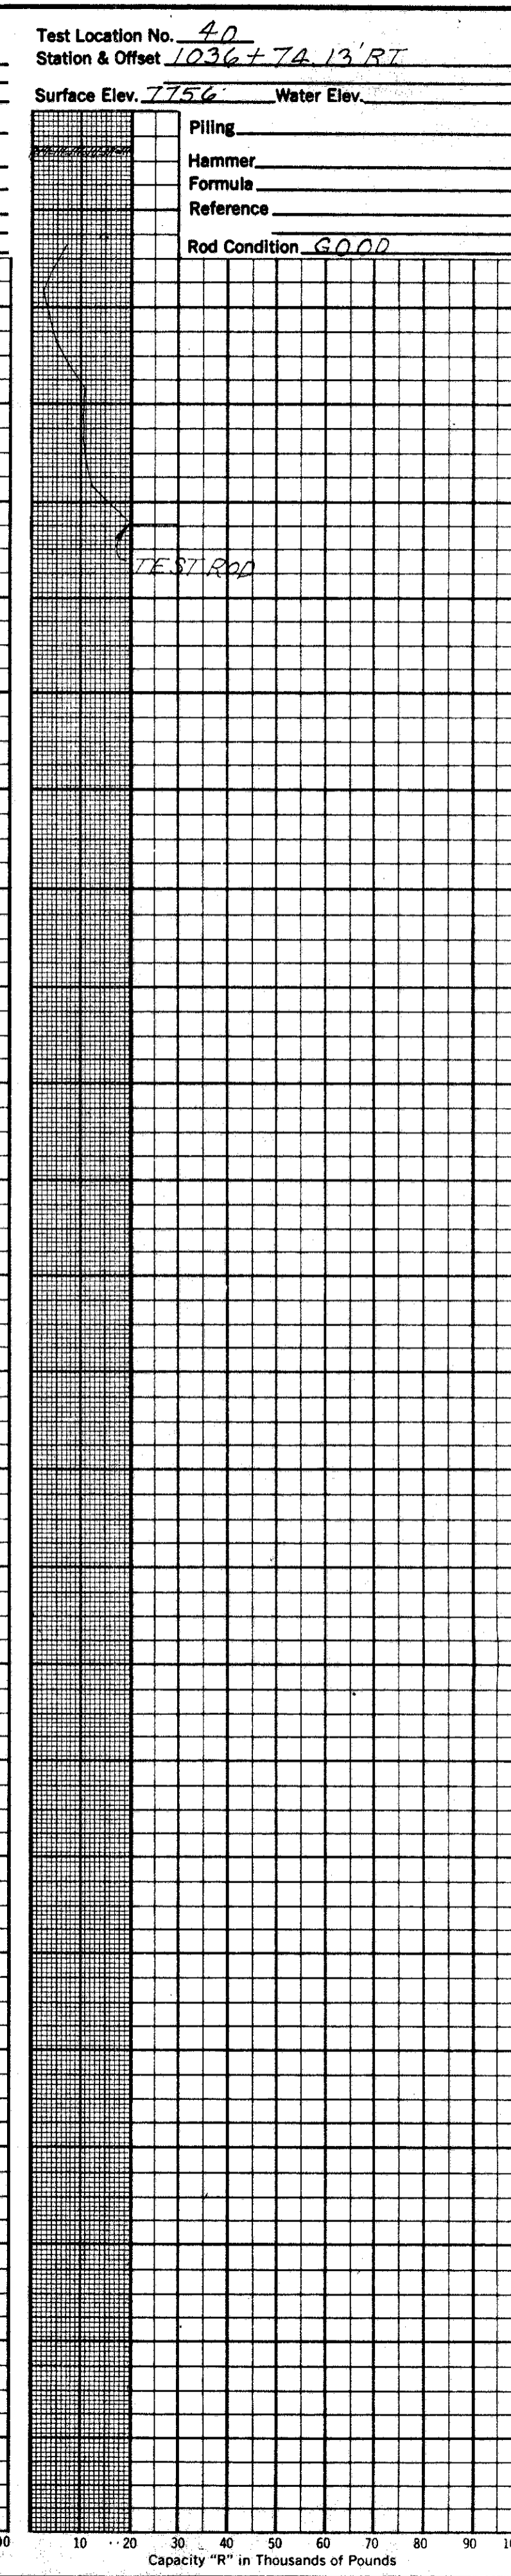 Test Location No. 40
Station & Offset 1036+74.13'RT
Surface Elev. 7756' Water Elev.
Piling
Hammer
Formula
Reference
Rod Condition GOOD
TEST ROD
10 20 30 40 50 60 70 80 90
Capacity "R" in Thousands of Pounds